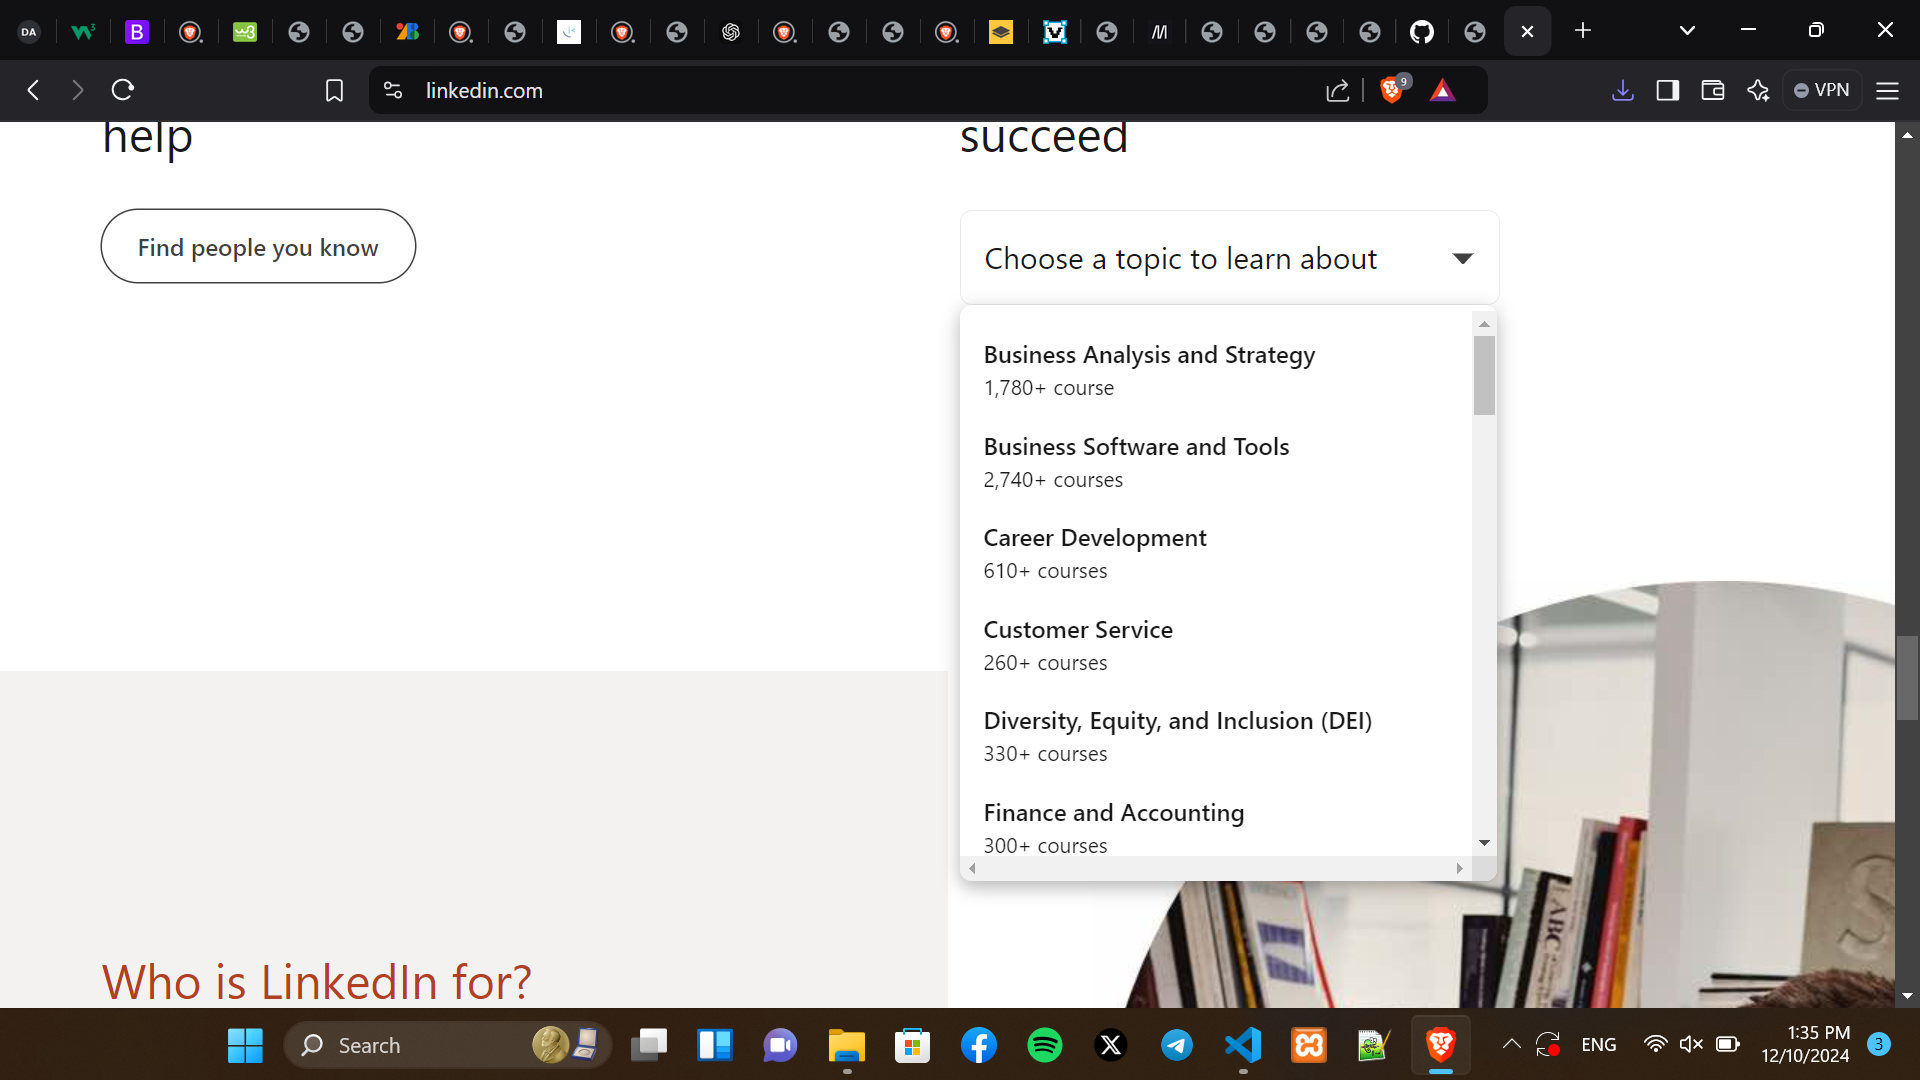 DA
linkedin.com
9
VPN
help
succeed
Find people you know
Choose a topic to learn about
Business Analysis and Strategy
1,780+ course
Business Software and Tools
2,740+ courses
Career Development
610+ courses
Customer Service
260+ courses
Diversity, Equity, and Inclusion (DEI)
330+ courses
Finance and Accounting
300+ courses
Who is LinkedIn for?
ABC
S
Search
ENG
1:35 PM
12/10/2024
3